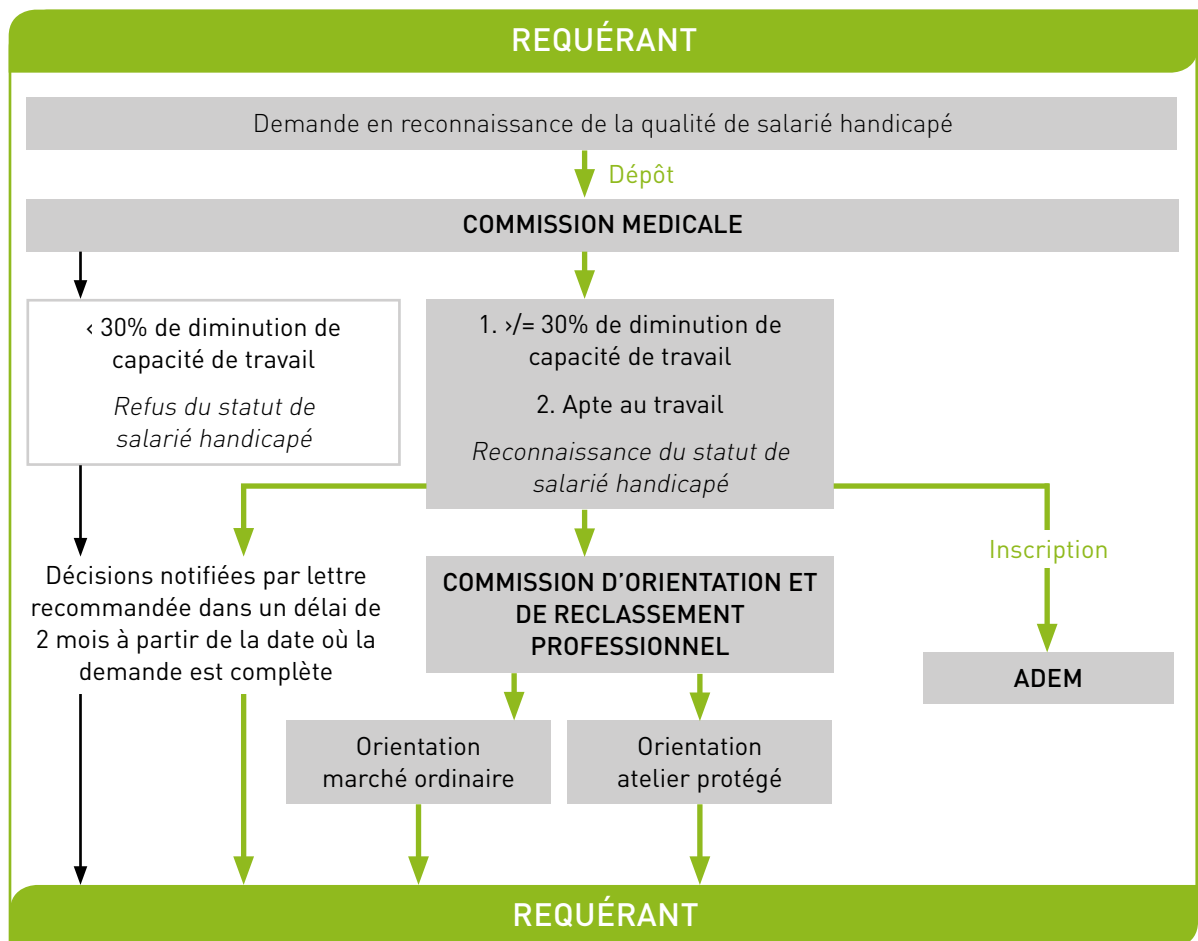 REQUÉRANT
Demande en reconnaissance de la qualité de salarié handicapé
Dépôt
COMMISSION MEDICALE
‹ 30% de diminution de
capacité de travail
Refus du statut de
salarié handicapé
1. ›/= 30% de diminution de
capacité de travail
2. Apte au travail
Reconnaissance du statut de
salarié handicapé
Décisions notifiées par lettre
recommandée dans un délai de
2 mois à partir de la date où la
demande est complète
COMMISSION D'ORIENTATION ET
DE RECLASSEMENT
PROFESSIONNEL
Inscription
ADEM
Orientation
marché ordinaire
Orientation
atelier protégé
REQUÉRANT